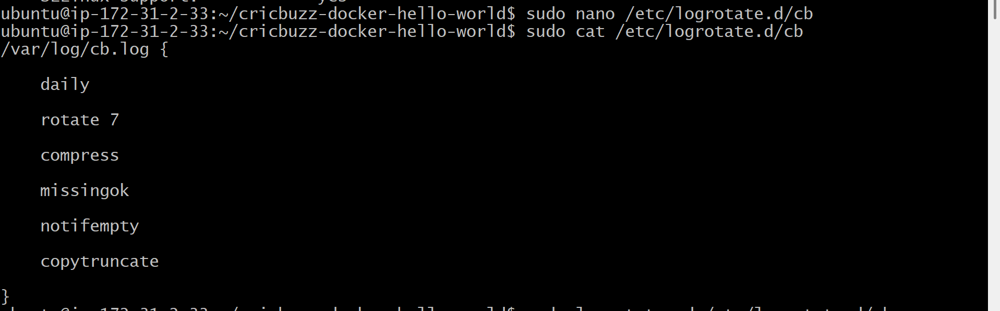 ubuntu@ip-172-31-2-33:~/cricbuzz-docker-hello-world$ sudo nano /etc/logrotate.d/cb
ubuntu@ip-172-31-2-33:~/cricbuzz-docker-hello-world$ sudo cat /etc/logrotate.d/cb
/var/log/cb.log {
daily
rotate 7
compress
missingok
notifempty
copytruncate
}